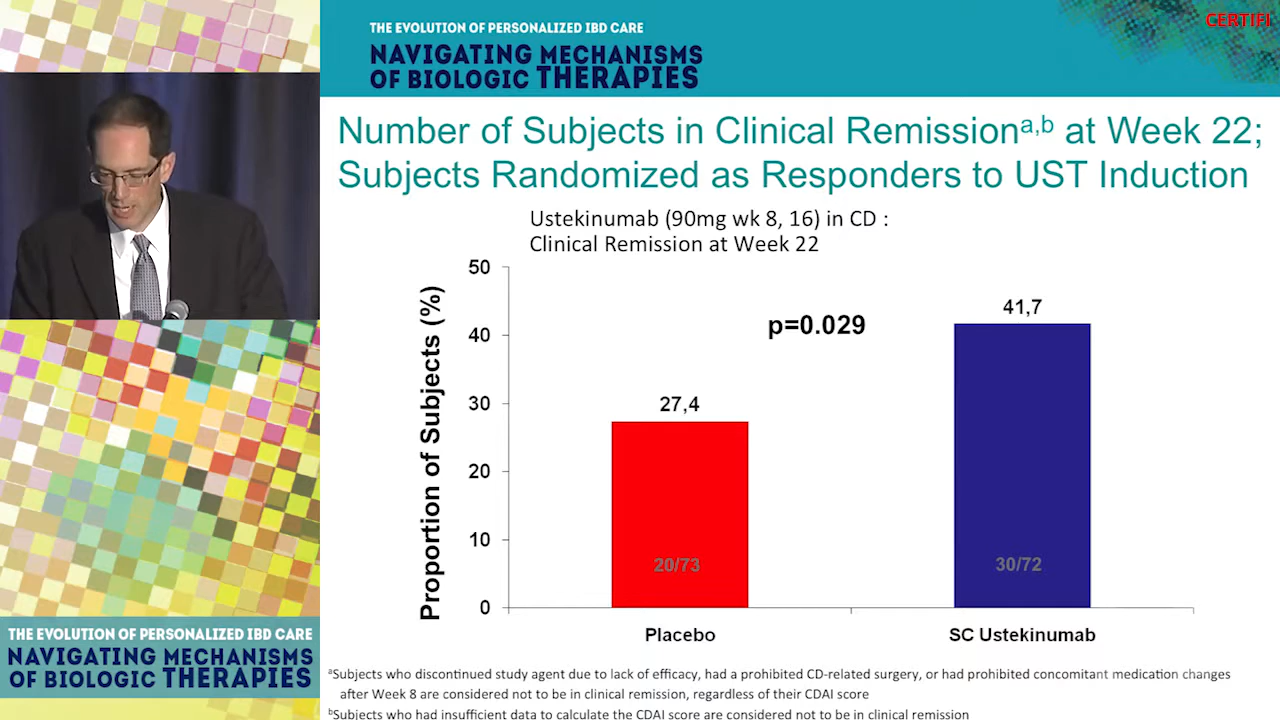 THE EVOLUTION OF PERSONALIZED IBD CARE
NAVIGATING MECHANISMS
OF BIOLOGIC THERAPIES
CERTIFI
Number of Subjects in Clinical Remissionᵃ,ᵇ at Week 22;
Subjects Randomized as Responders to UST Induction
Ustekinumab (90mg wk 8, 16) in CD :
Clinical Remission at Week 22
Proportion of Subjects (%)
50
40
30
20
10
0
p=0.029
27,4
41,7
20/73
30/72
Placebo
SC Ustekinumab
ᵃSubjects who discontinued study agent due to lack of efficacy, had a prohibited CD-related surgery, or had prohibited concomitant medication changes
after Week 8 are considered not to be in clinical remission, regardless of their CDAI score
ᵇSubjects who had insufficient data to calculate the CDAI score are considered not to be in clinical remission
THE EVOLUTION OF PERSONALIZED IBD CARE
NAVIGATING MECHANISMS
OF BIOLOGIC THERAPIES